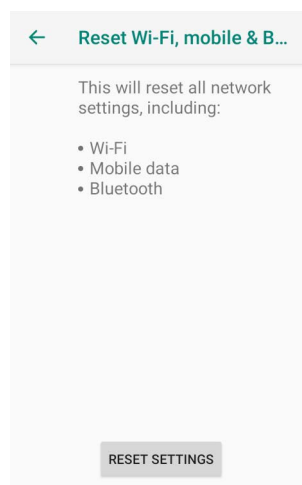 Reset Wi-Fi, mobile & B...
This will reset all network
settings, including:
• Wi-Fi
• Mobile data
• Bluetooth
RESET SETTINGS